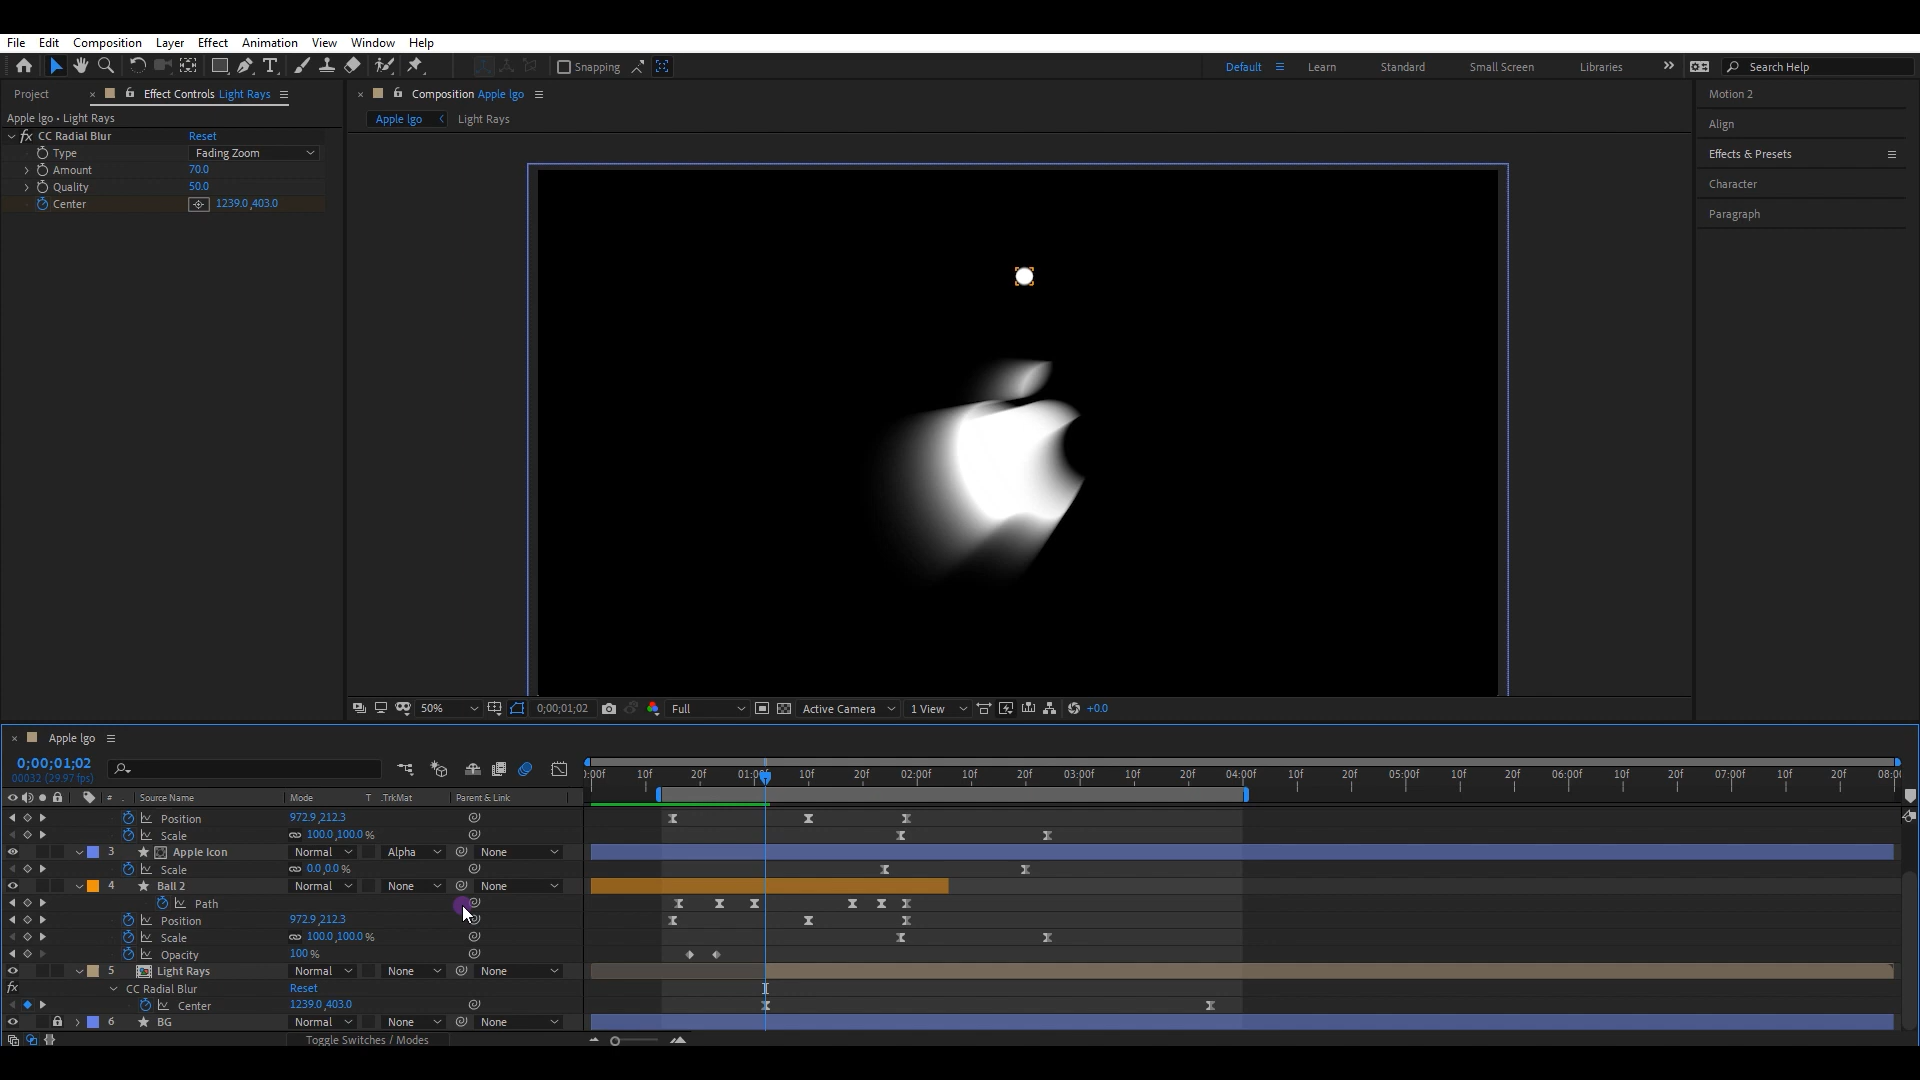 File Edit Composition Layer Effect Animation View Window Help
Snapping Default Learn Standard Small Screen Libraries Search Help
Project Effect Controls Light Rays
Apple lgo • Light Rays
fx CC Radial Blur Reset
Type Fading Zoom
Amount 70.0
Quality 50.0
Center 1239.0,403.0
Composition Apple lgo
Apple lgo Light Rays
Motion 2
Align
Effects & Presets
Character
Paragraph
50% 0;00;01;02 Full Active Camera 1 View +0.0
Apple lgo
0;00;01;02
00032 (29.97 fps)
:00f 10f 20f 01:00f 10f 20f 02:00f 10f 20f 03:00f 10f 20f 04:00f 10f 20f 05:00f 10f 20f 06:00f 10f 20f 07:00f 10f 20f 08:00
# Source Name Mode T .TrkMat Parent & Link
Position 972.9,212.3
Scale 100.0,100.0 %
3 Apple Icon Normal Alpha None
Scale 0.0,0.0 %
4 Ball 2 Normal None None
Path
Position 972.9,212.3
Scale 100.0,100.0 %
Opacity 100 %
5 Light Rays Normal None None
fx CC Radial Blur Reset
Center 1239.0,403.0
6 BG Normal None None
Toggle Switches / Modes